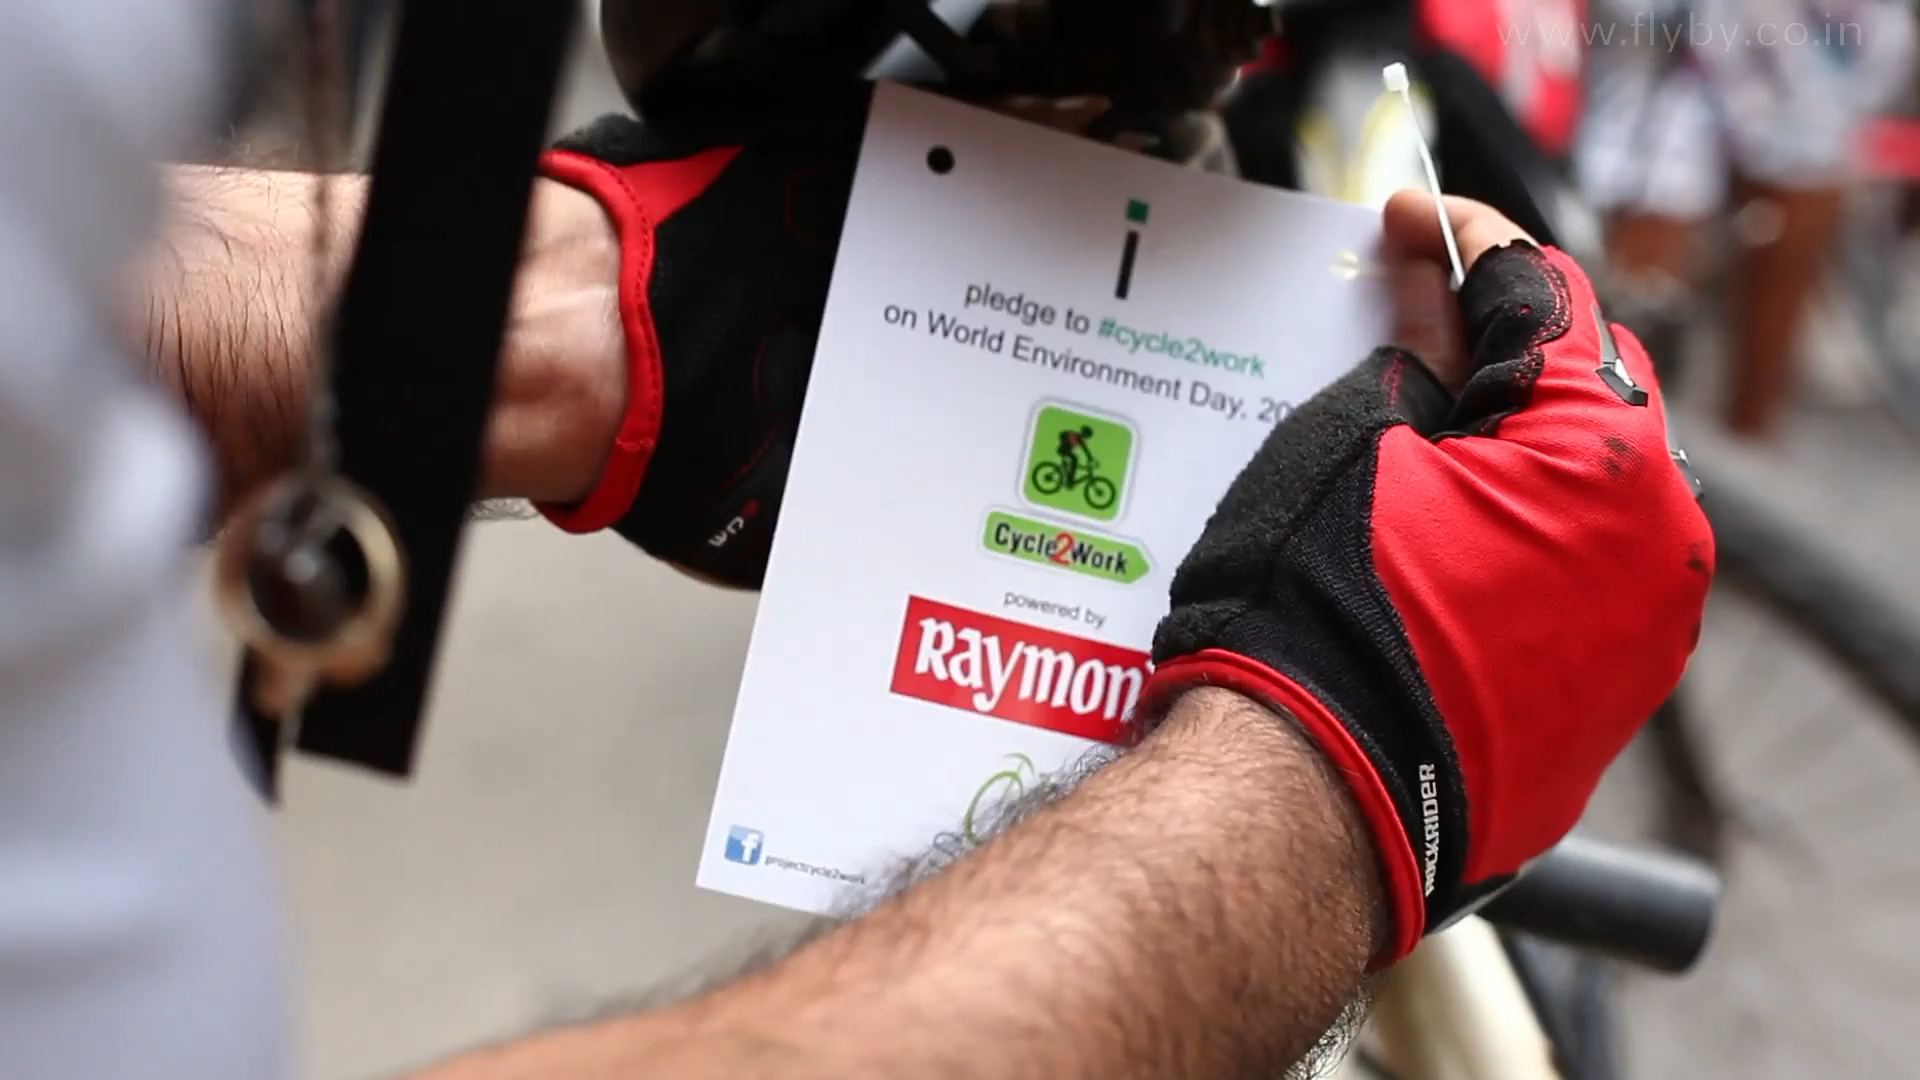 www.flyby.co.in
i
pledge to #cycle2work
on World Environment Day, 20
Cycle2Work
powered by
Raymon
projectcycle2work
ROCKRIDER